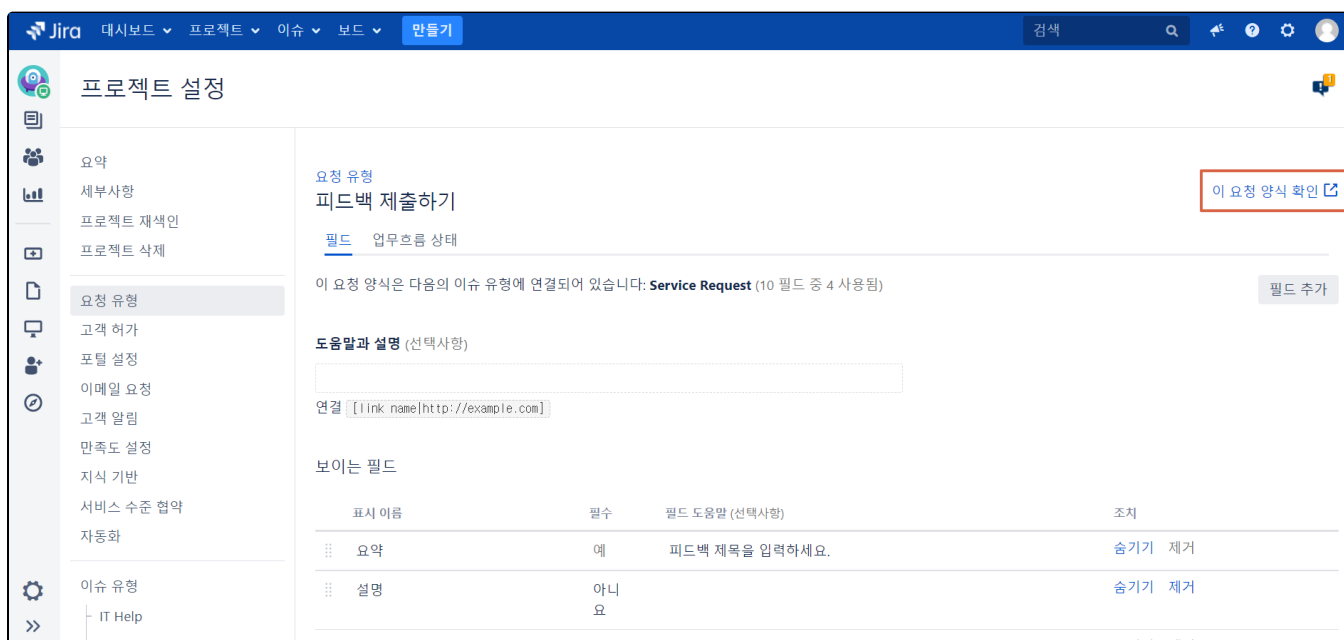 Jira 대시보드 프로젝트 이슈 보드 만들기 검색
프로젝트 설정
요약
세부사항
프로젝트 재색인
프로젝트 삭제
요청 유형
고객 허가
포털 설정
이메일 요청
고객 알림
만족도 설정
지식 기반
서비스 수준 협약
자동화
이슈 유형
IT Help
요청 유형
피드백 제출하기
이 요청 양식 확인
필드 업무흐름 상태
이 요청 양식은 다음의 이슈 유형에 연결되어 있습니다: Service Request (10 필드 중 4 사용됨)
필드 추가
도움말과 설명 (선택사항)
연결 [link name|http://example.com]
보이는 필드
표시 이름 필수 필드 도움말 (선택사항) 조치
요약 예 피드백 제목을 입력하세요. 숨기기 제거
설명 아니 숨기기 제거
요